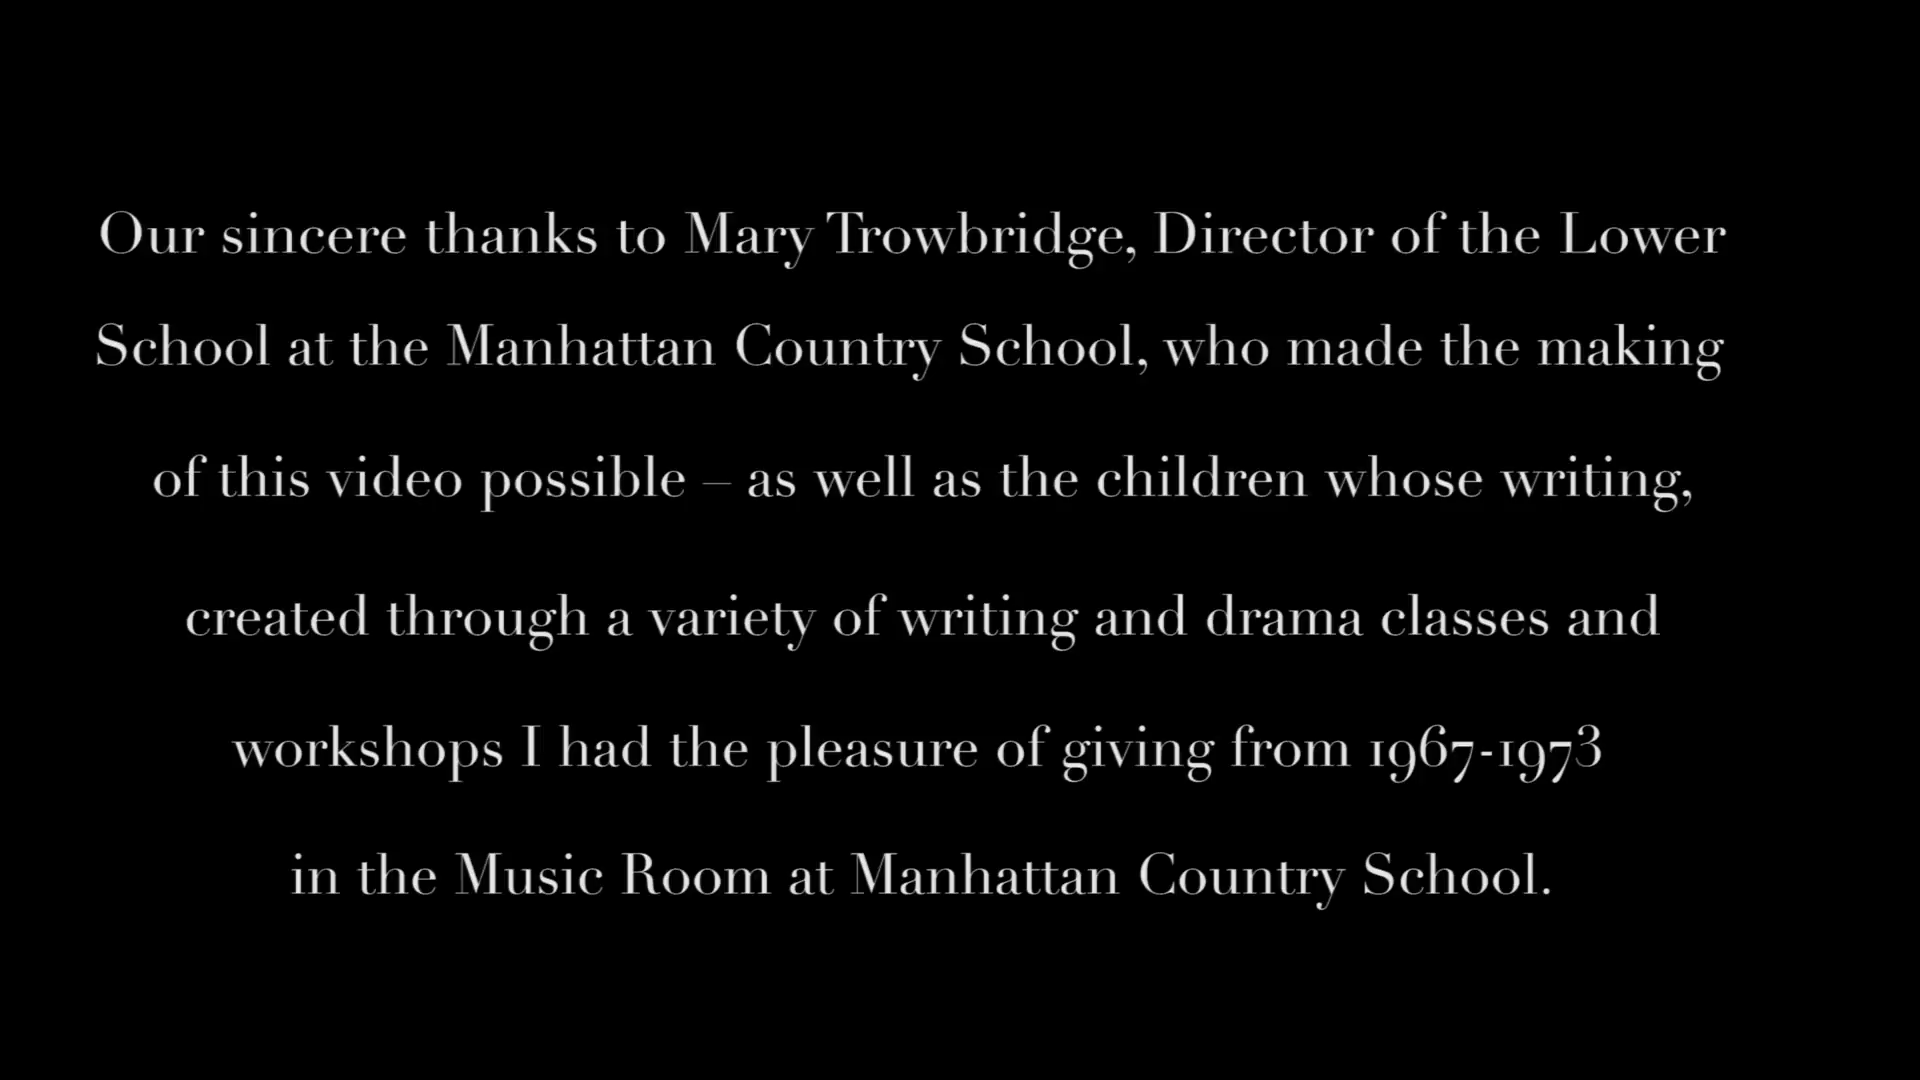 Our sincere thanks to Mary Trowbridge, Director of the Lower
School at the Manhattan Country School, who made the making
of this video possible – as well as the children whose writing,
created through a variety of writing and drama classes and
workshops I had the pleasure of giving from 1967-1973
in the Music Room at Manhattan Country School.